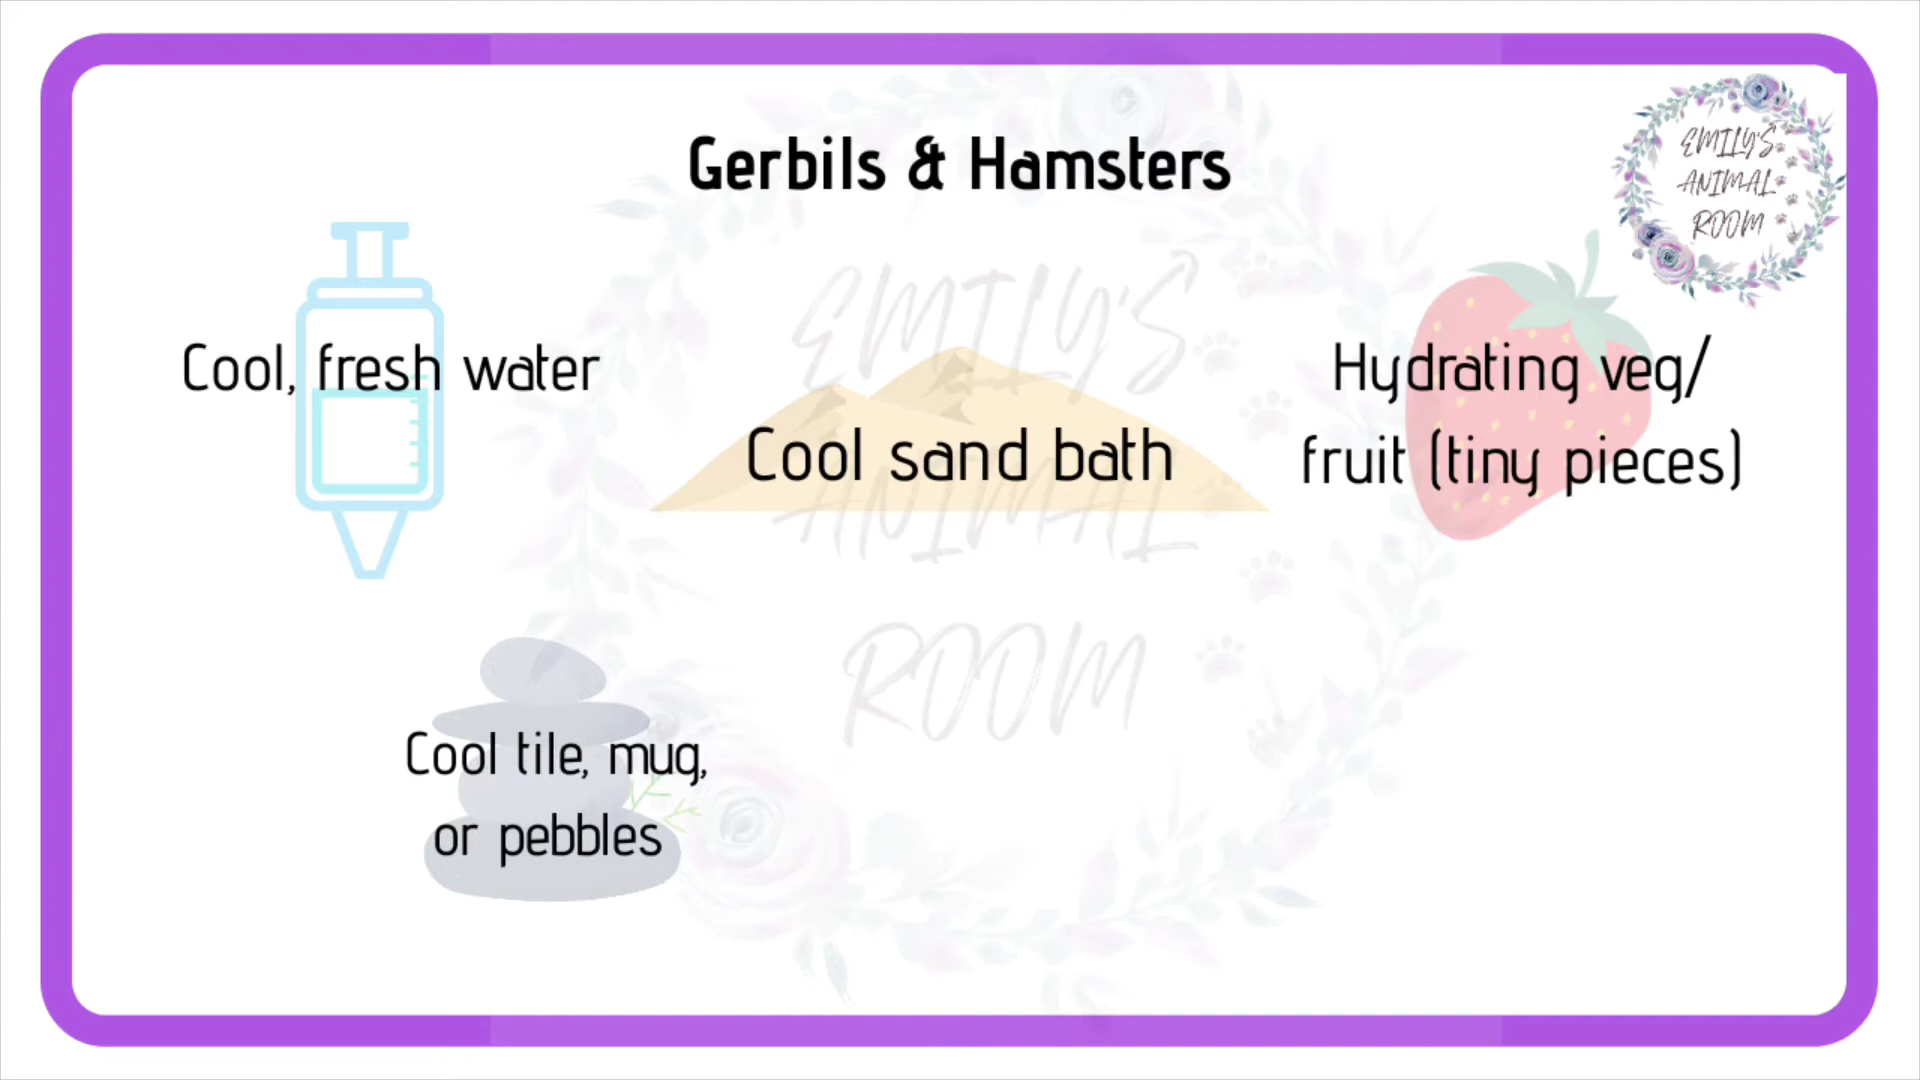 Gerbils & Hamsters
EMILY'S
ANIMAL
ROOM
Cool, fresh water
Cool sand bath
Hydrating veg/
fruit (tiny pieces)
EMILY'S
ANIMAL
ROOM
Cool tile, mug,
or pebbles